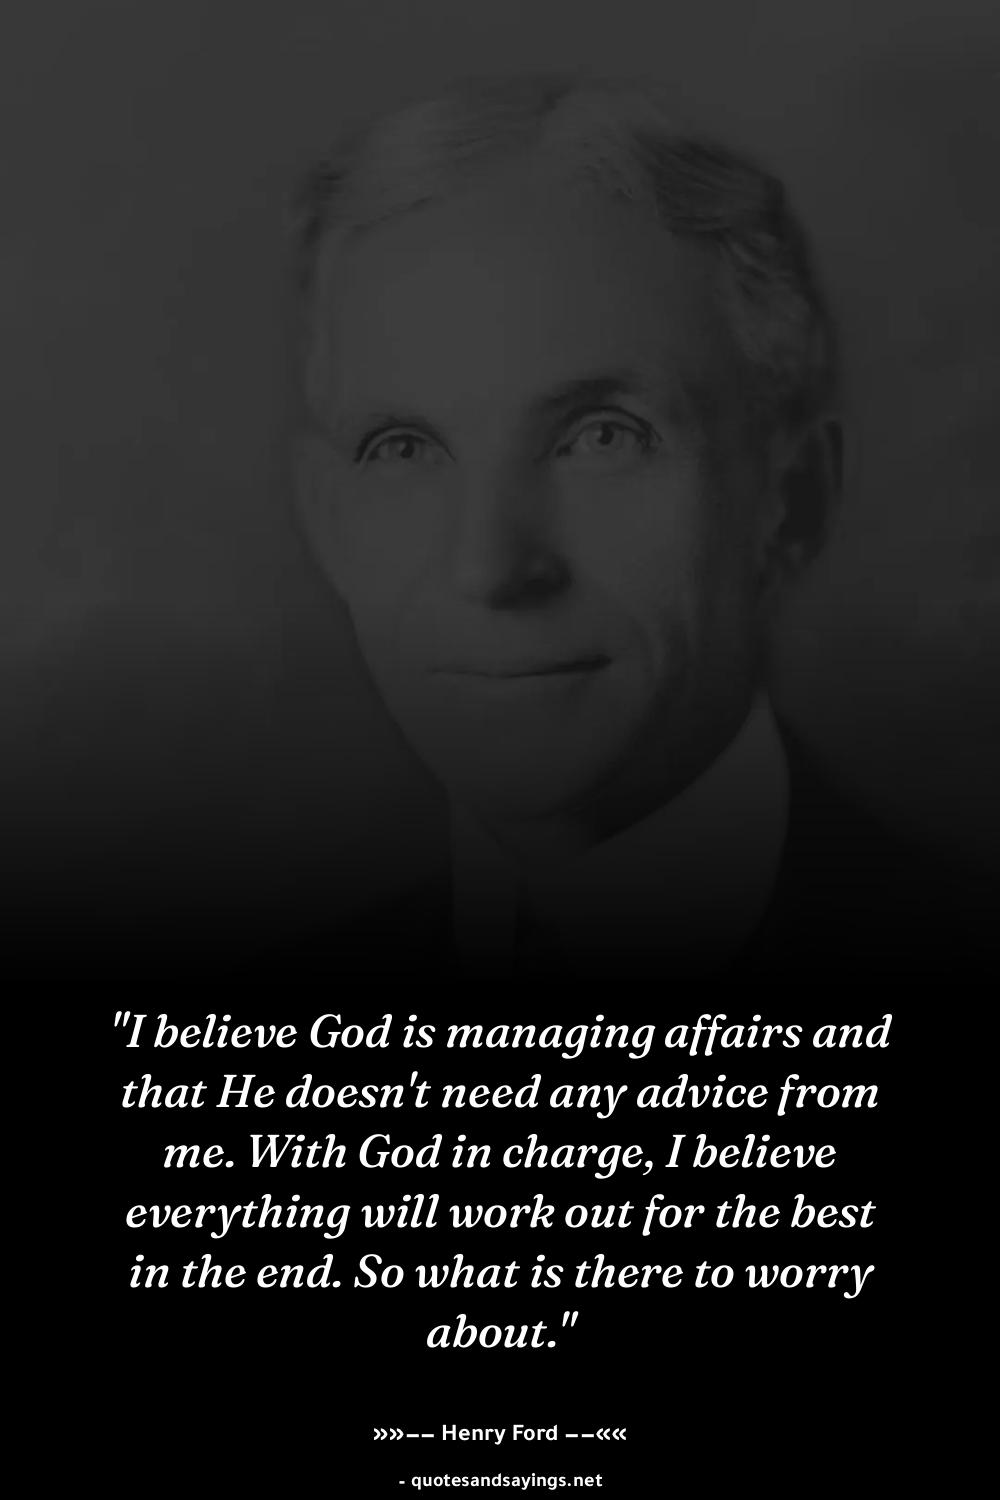 "I believe God is managing affairs and
that He doesn't need any advice from
me. With God in charge, I believe
everything will work out for the best
in the end. So what is there to worry
about."
»»–– Henry Ford ––««
- quotesandsayings.net